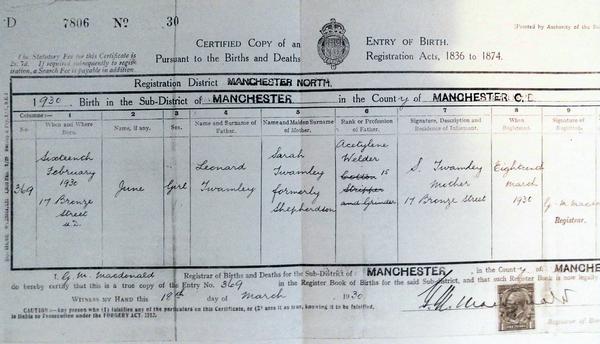 D 7806 Nº 30
[Printed by Authority of the
The Statutory Fee for this Certificate is
2s. 7d. If required subsequently to regis-
tration, a Search Fee is payable in addition.
CERTIFIED COPY of an ENTRY OF BIRTH.
Pursuant to the Births and Deaths Registration Acts, 1836 to 1874.
Registration District MANCHESTER NORTH.
1930. Birth in the Sub-District of MANCHESTER in the County of MANCHESTER C.B.
Columns:— 1 2 3 4 5 6 7 8 9
No. When and Where Born. Name, if any. Sex. Name and Surname of Father. Name and Maiden Surname of Mother. Rank or Profession of Father. Signature, Description and Residence of Informant. When Registered. Signature of Registrar.
369
Sixteenth
February
1930
17 Bronze
Street
u.D.
June
Girl
Leonard
Twamley
Sarah
Twamley
formerly
Shepherdson
Acetylene
Welder
Cotton
Stripper
and Grinder
S. Twamley
Mother
17 Bronze Street
Eighteenth
March
1930
Registrar.
I, G. M. Macdonald Registrar of Births and Deaths for the Sub-District of MANCHESTER, in the County of MANCHES
do hereby certify that this is a true copy of the Entry No. 369 in the Register Book of Births for the said Sub-district, and that such Register Book is now legally
WITNESS MY HAND this 18th day of March 1930
CAUTION:—Any person who (1) falsifies any of the particulars on this Certificate, or (2) uses it as true, knowing it to be falsified,
is liable to Prosecution under the FORGERY ACT, 1913.